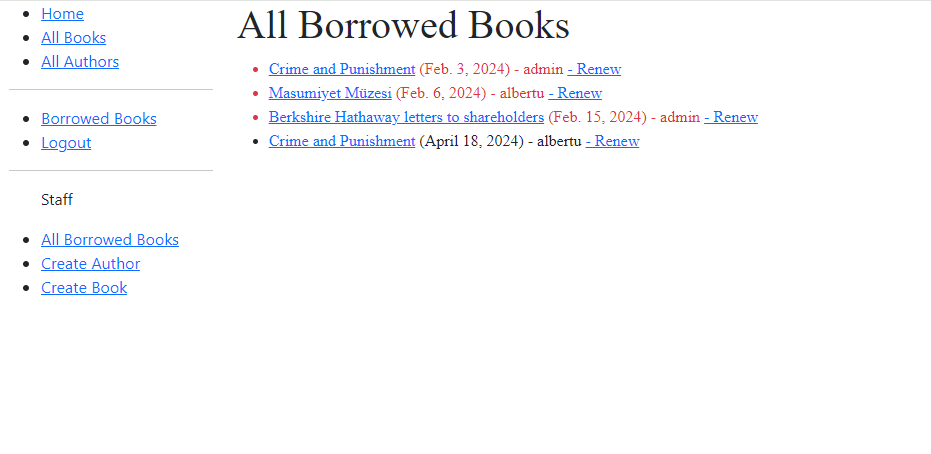 Home
All Books
All Authors
Borrowed Books
Logout
Staff
All Borrowed Books
Create Author
Create Book
All Borrowed Books
Crime and Punishment (Feb. 3, 2024) - admin - Renew
Masumiyet Müzesi (Feb. 6, 2024) - albertu - Renew
Berkshire Hathaway letters to shareholders (Feb. 15, 2024) - admin - Renew
Crime and Punishment (April 18, 2024) - albertu - Renew